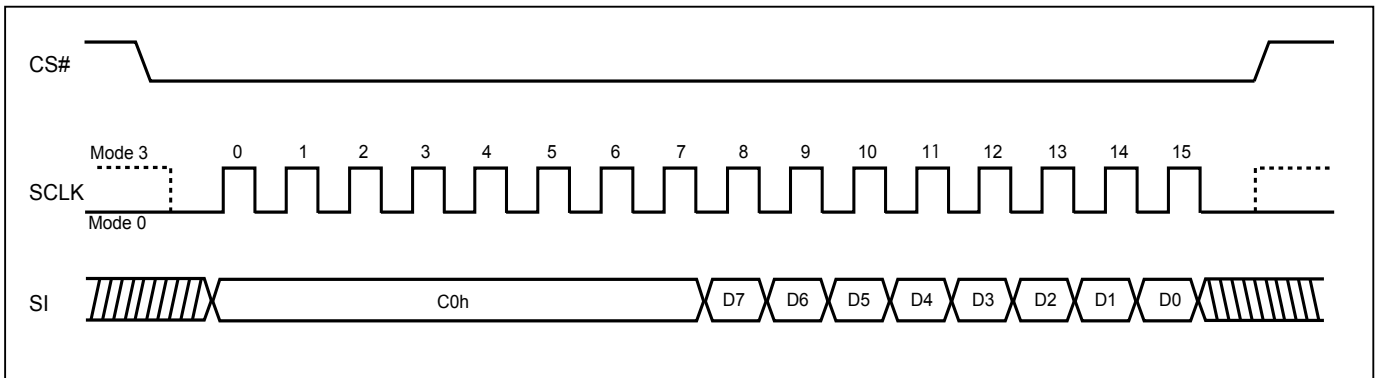 CS#
Mode 3 0 1 2 3 4 5 6 7 8 9 10 11 12 13 14 15
SCLK
Mode 0
SI C0h D7 D6 D5 D4 D3 D2 D1 D0